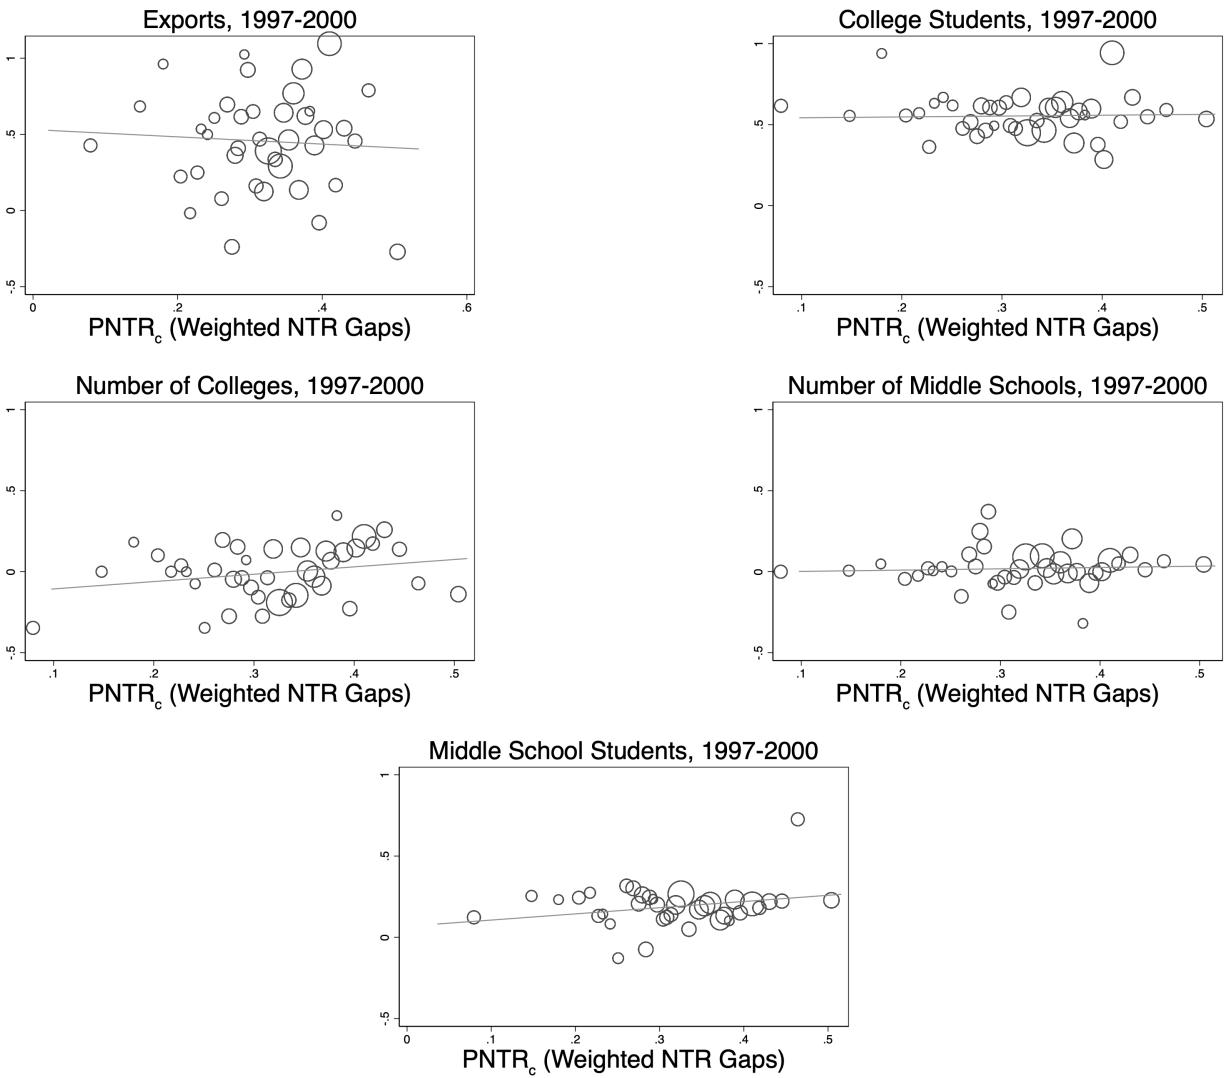 Exports, 1997-2000
1
.5
0
-.5
0 .2 .4 .6
PNTRc (Weighted NTR Gaps)
College Students, 1997-2000
1
.5
0
-.5
.1 .2 .3 .4 .5
PNTRc (Weighted NTR Gaps)
Number of Colleges, 1997-2000
1
.5
0
-.5
.1 .2 .3 .4 .5
PNTRc (Weighted NTR Gaps)
Number of Middle Schools, 1997-2000
1
.5
0
-.5
.1 .2 .3 .4 .5
PNTRc (Weighted NTR Gaps)
Middle School Students, 1997-2000
1
.5
0
-.5
0 .1 .2 .3 .4 .5
PNTRc (Weighted NTR Gaps)